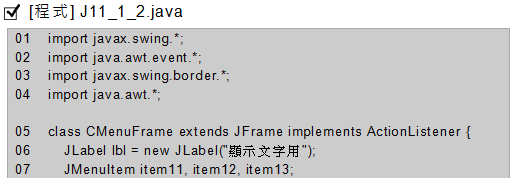 [程式] J11_1_2.java
01 import javax.swing.*;
02 import java.awt.event.*;
03 import javax.swing.border.*;
04 import java.awt.*;
05 class CMenuFrame extends JFrame implements ActionListener {
06 JLabel lbl = new JLabel("顯示文字用");
07 JMenuItem item11, item12, item13;